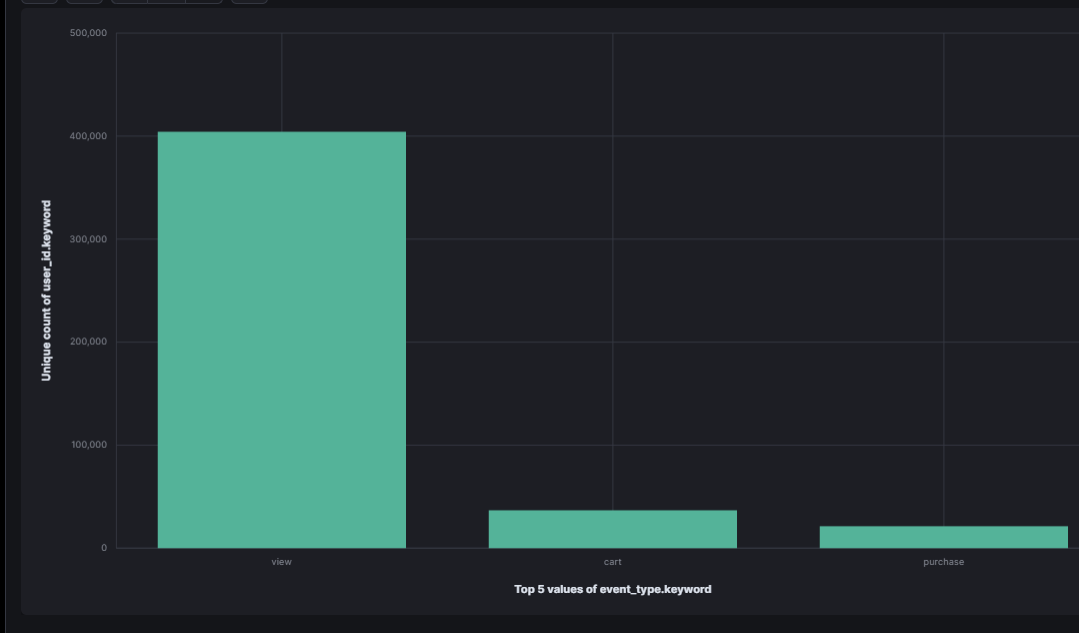 500,000
400,000
300,000
200,000
100,000
0
Unique count of user_id.keyword
view
cart
purchase
Top 5 values of event_type.keyword